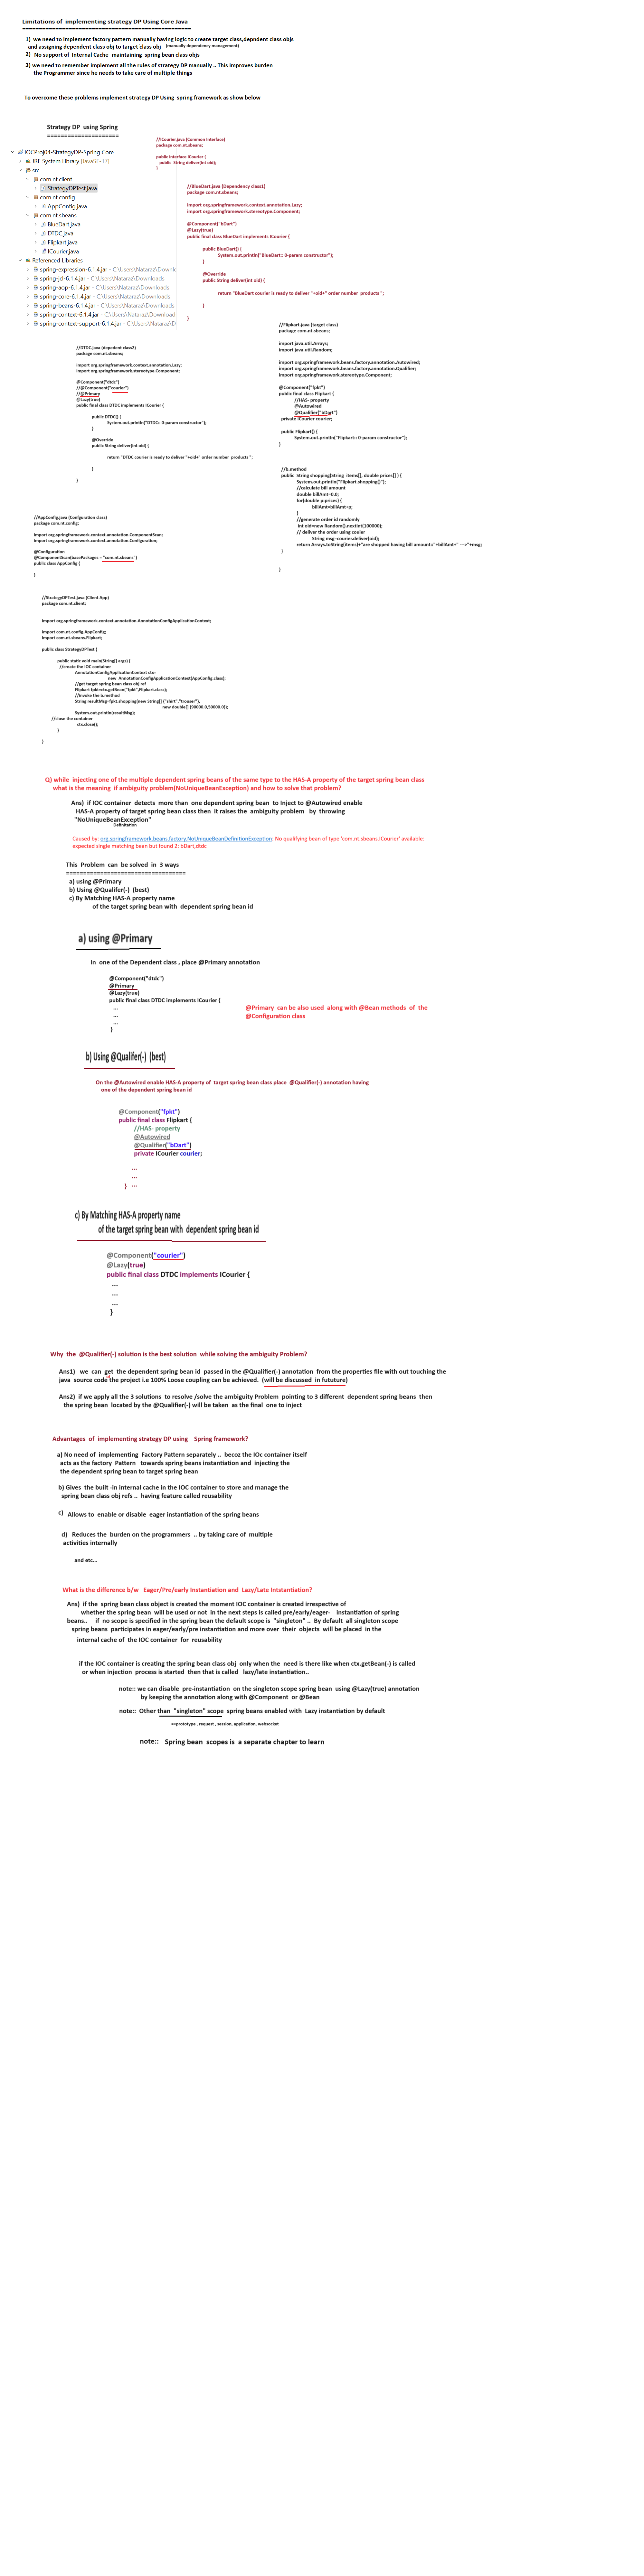 Limitations of  implementing strategy DP Using Core Java
==================================================
1)  we need to implement factory pattern manually having logic to create target class,depndent class objs
and assigning dependent class obj to target class obj   (manually dependency management)
2)  No support of  Internal Cache   maintaining  spring bean class objs
3) we need to remember implement all the rules of strategy DP manually .. This improves burden
the Programmer since he needs to take care of multiple things
To overcome these problems implement strategy DP Using  spring framework as show below
Strategy DP  using Spring
=====================
IOCProj04-StrategyDP-Spring Core
JRE System Library [JavaSE-17]
src
com.nt.client
StrategyDPTest.java
com.nt.config
AppConfig.java
com.nt.sbeans
BlueDart.java
DTDC.java
Flipkart.java
ICourier.java
Referenced Libraries
spring-expression-6.1.4.jar - C:\Users\Nataraz\Downl
spring-jcl-6.1.4.jar - C:\Users\Nataraz\Downloads
spring-aop-6.1.4.jar - C:\Users\Nataraz\Downloads
spring-core-6.1.4.jar - C:\Users\Nataraz\Downloads
spring-beans-6.1.4.jar - C:\Users\Nataraz\Downloads
spring-context-6.1.4.jar - C:\Users\Nataraz\Download
spring-context-support-6.1.4.jar - C:\Users\Nataraz\D
//ICourier.java (Common Interface)
package com.nt.sbeans;
public interface ICourier {
public  String deliver(int oid);
}
//BlueDart.java (Dependency class1)
package com.nt.sbeans;
import org.springframework.context.annotation.Lazy;
import org.springframework.stereotype.Component;
@Component("bDart")
@Lazy(true)
public final class BlueDart implements ICourier {
public BlueDart() {
System.out.println("BlueDart:: 0-param constructor");
}
@Override
public String deliver(int oid) {
return "BlueDart courier is ready to deliver "+oid+" order number  products ";
}
}
//DTDC.java (depedent class2)
package com.nt.sbeans;
import org.springframework.context.annotation.Lazy;
import org.springframework.stereotype.Component;
@Component("dtdc")
//@Component("courier")
//@Primary
@Lazy(true)
public final class DTDC implements ICourier {
public DTDC() {
System.out.println("DTDC:: 0-param constructor");
}
@Override
public String deliver(int oid) {
return "DTDC courier is ready to deliver "+oid+" order number  products ";
}
}
//Flipkart.java (target class)
package com.nt.sbeans;
import java.util.Arrays;
import java.util.Random;
import org.springframework.beans.factory.annotation.Autowired;
import org.springframework.beans.factory.annotation.Qualifier;
import org.springframework.stereotype.Component;
@Component("fpkt")
public final class Flipkart {
//HAS- property
@Autowired
@Qualifier("bDart")
private ICourier courier;
public Flipkart() {
System.out.println("Flipkart:: 0-param constructor");
}
//b.method
public  String shopping(String  items[], double prices[] ) {
System.out.println("Flipkart.shopping()");
//calculate bill amount
double billAmt=0.0;
for(double p:prices) {
billAmt=billAmt+p;
}
//generate order id randomly
int oid=new Random().nextInt(100000);
// deliver the order using couier
String msg=courier.deliver(oid);
return Arrays.toString(items)+"are shopped having bill amount::"+billAmt+" --->"+msg;
}
}
//AppConfig.java (Confguration class)
package com.nt.config;
import org.springframework.context.annotation.ComponentScan;
import org.springframework.context.annotation.Configuration;
@Configuration
@ComponentScan(basePackages = "com.nt.sbeans")
public class AppConfig {
}
//StrategyDPTest.java (Client App)
package com.nt.client;
import org.springframework.context.annotation.AnnotationConfigApplicationContext;
import com.nt.config.AppConfig;
import com.nt.sbeans.Flipkart;
public class StrategyDPTest {
public static void main(String[] args) {
//create the IOC container
AnnotationConfigApplicationContext ctx=
new  AnnotationConfigApplicationContext(AppConfig.class);
//get target spring bean class obj ref
Flipkart fpkt=ctx.getBean("fpkt",Flipkart.class);
//invoke the b.method
String resultMsg=fpkt.shopping(new String[] {"shirt","trouser"},
new double[] {90000.0,50000.0});
System.out.println(resultMsg);
//close the container
ctx.close();
}
}
Q) while  injecting one of the multiple dependent spring beans of the same type to the HAS-A property of the target spring bean class
what is the meaning  if ambiguity problem(NoUniqueBeanException) and how to solve that problem?
Ans)  if IOC container  detects  more than  one dependent spring bean  to Inject to @Autowired enable
HAS-A property of target spring bean class then  it raises the  ambiguity  problem   by  throwing
"NoUniqueBeanException"
Definitation
Caused by: org.springframework.beans.factory.NoUniqueBeanDefinitionException: No qualifying bean of type 'com.nt.sbeans.ICourier' available:
expected single matching bean but found 2: bDart,dtdc
This  Problem  can be  solved  in  3 ways
===================================
a) using @Primary
b) Using @Qualifer(-)  (best)
c) By Matching HAS-A property name
of the target spring bean with  dependent spring bean id
a) using @Primary
In  one of the Dependent class , place @Primary annotation
@Component("dtdc")
@Primary
@Lazy(true)
public final class DTDC implements ICourier {
...
...
...
}
@Primary  can be also used  along with @Bean methods  of  the
@Configuration class
b) Using @Qualifer(-)  (best)
On the @Autowired enable HAS-A property of  target spring bean class place  @Qualifier(-) annotation having
one of the dependent spring bean id
@Component("fpkt")
public final class Flipkart {
//HAS- property
@Autowired
@Qualifier("bDart")
private ICourier courier;
...
...
} ...
c) By Matching HAS-A property name
of the target spring bean with  dependent spring bean id
@Component("courier")
@Lazy(true)
public final class DTDC implements ICourier {
...
...
...
}
Why  the  @Qualifier(-) solution is the best solution  while solving the ambiguity Problem?
Ans1)   we  can  get  the dependent spring bean id  passed in the @Qualifier(-) annotation  from the properties file with out touching the
java  source code the project i.e 100% Loose coupling can be achieved.  (will be discussed  in fututure)
Ans2)  if we apply all the 3 solutions  to resolve /solve the ambiguity Problem  pointing to 3 different  dependent spring beans  then
the spring bean  located by the @Qualifier(-) will be taken  as the final  one to inject
Advantages  of  implementing strategy DP using    Spring framework?
a) No need of  implementing  Factory Pattern separately ..  becoz the IOc container itself
acts as the factory  Pattern   towards spring beans instantiation and  injecting the
the dependent spring bean to target spring bean
b) Gives  the built -in internal cache in the IOC container to store and manage the
spring bean class obj refs ..  having feature called reusability
c)  Allows to  enable or disable  eager instantiation of the spring beans
d)   Reduces the  burden on the programmers  .. by taking care of  multiple
activities internally
and etc...
What is the difference b/w   Eager/Pre/early Instantiation and  Lazy/Late Intstantiation?
Ans)  if the  spring bean class object is created the moment IOC container is created irrespective of
whether the spring bean  will be used or not  in the next steps is called pre/early/eager-    instantiation of spring
beans..     if  no scope is specified in the spring bean the default scope is  "singleton" ..  By default  all singleton scope
spring beans  participates in eager/early/pre instantiation and more over  their  objects  will be placed  in the
internal cache of  the IOC container  for  reusability
if the IOC container is creating the spring bean class obj  only when the  need is there like when ctx.getBean(-) is called
or when injection  process is started  then that is called   lazy/late instantiation..
note:: we can disable  pre-instantiation  on the singleton scope spring bean  using @Lazy(true) annotation
by keeping the annotation along with @Component  or @Bean
note::  Other than  "singleton" scope  spring beans enabled with  Lazy instantiation by default
=>prototype , request , session, application, websocket
note::   Spring bean  scopes is  a separate chapter to learn